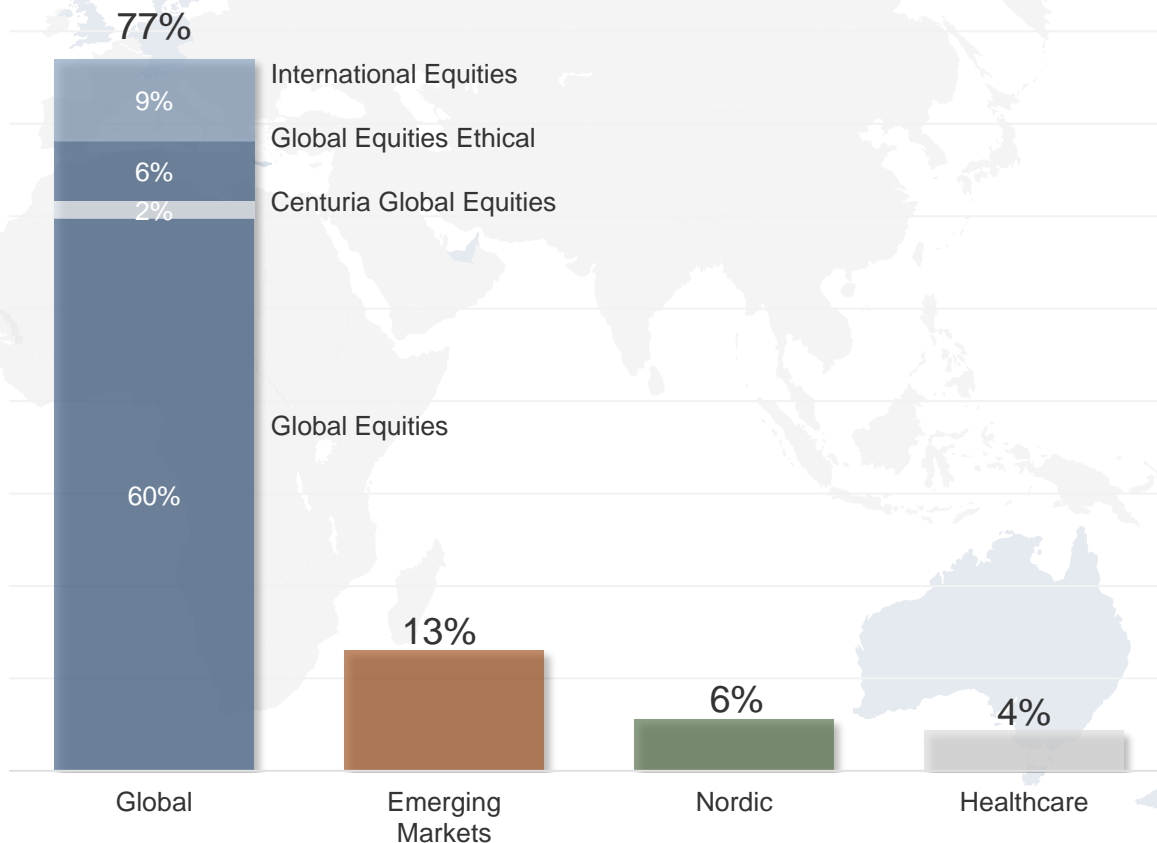 77%
International Equities
9%
Global Equities Ethical
6%
Centuria Global Equities
2%
Global Equities
60%
13%
6%
4%
Global
Emerging
Markets
Nordic
Healthcare